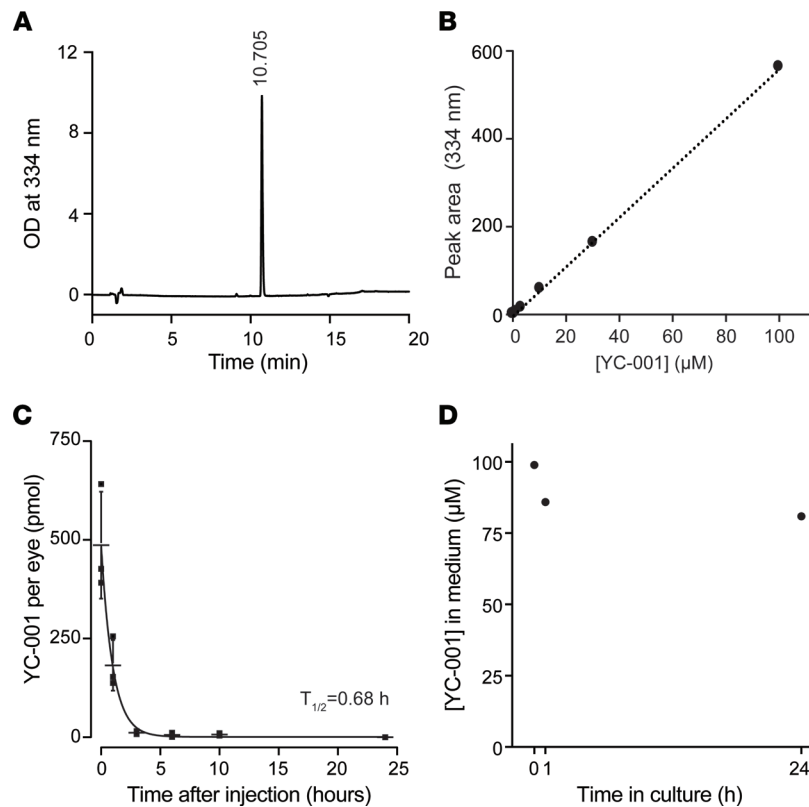 A
10.705
12
8
4
0
OD at 334 nm
0 5 10 15 20
Time (min)
B
600
400
200
0
Peak area (334 nm)
0 20 40 60 80 100
[YC-001] (μM)
C
750
500
250
0
YC-001 per eye (pmol)
T1/2=0.68 h
0 5 10 15 20 25
Time after injection (hours)
D
100
75
50
25
0
[YC-001] in medium (μM)
0 1 24
Time in culture (h)